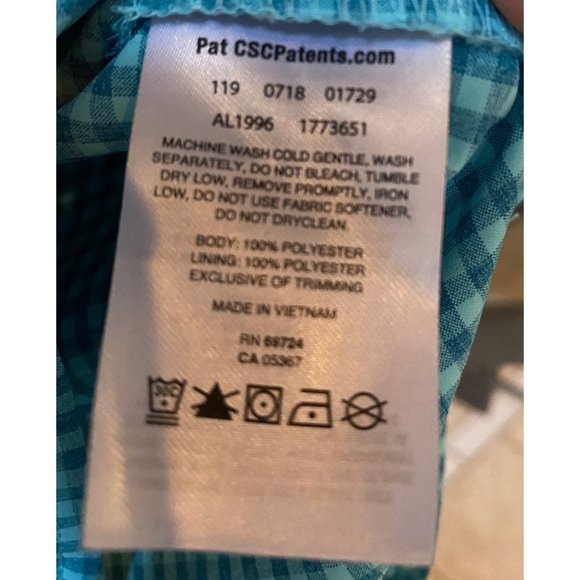 Pat CSCPatents.com
119 0718 01729
AL1996 1773651
MACHINE WASH COLD GENTLE, WASH
SEPARATELY, DO NOT BLEACH, TUMBLE
DRY LOW, REMOVE PROMPTLY, IRON
LOW, DO NOT USE FABRIC SOFTENER,
DO NOT DRYCLEAN.
BODY: 100% POLYESTER
LINING: 100% POLYESTER
EXCLUSIVE OF TRIMMING
MADE IN VIETNAM
RN 69724
CA 05367
30C